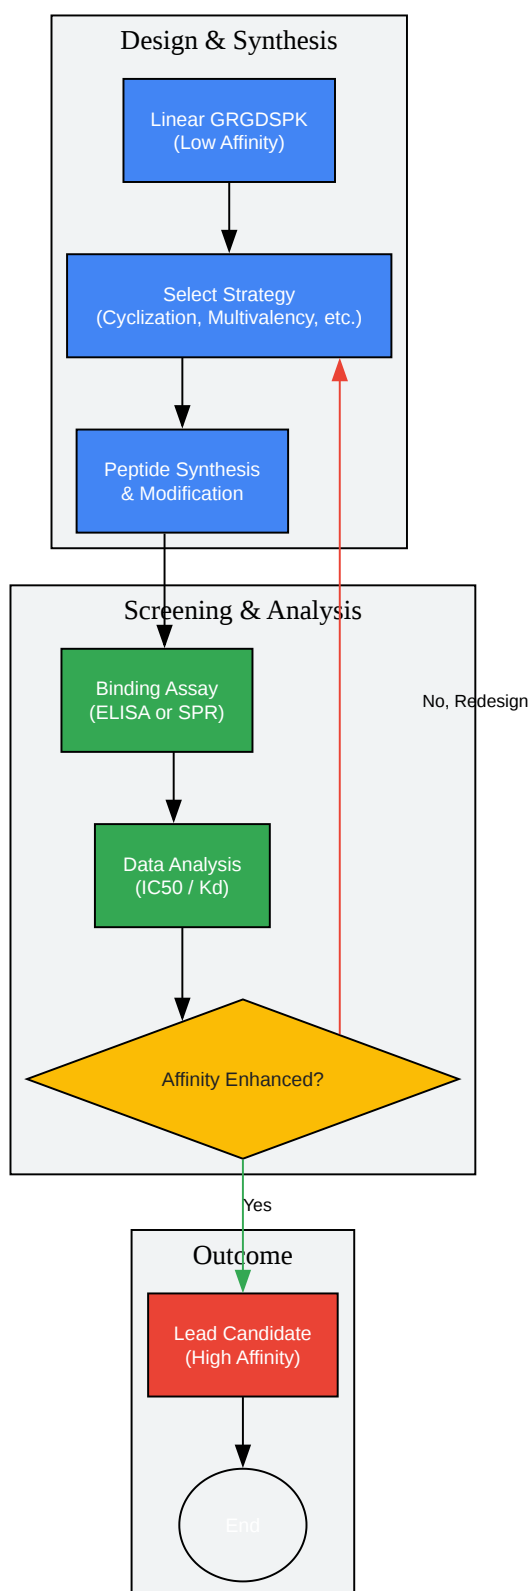 Design & Synthesis
Linear GRGDSPK
(Low Affinity)
Select Strategy
(Cyclization, Multivalency, etc.)
Peptide Synthesis
& Modification
Screening & Analysis
Binding Assay
(ELISA or SPR)
No, Redesign
Data Analysis
(IC50 / Kd)
Affinity Enhanced?
Yes
Outcome
Lead Candidate
(High Affinity)
End